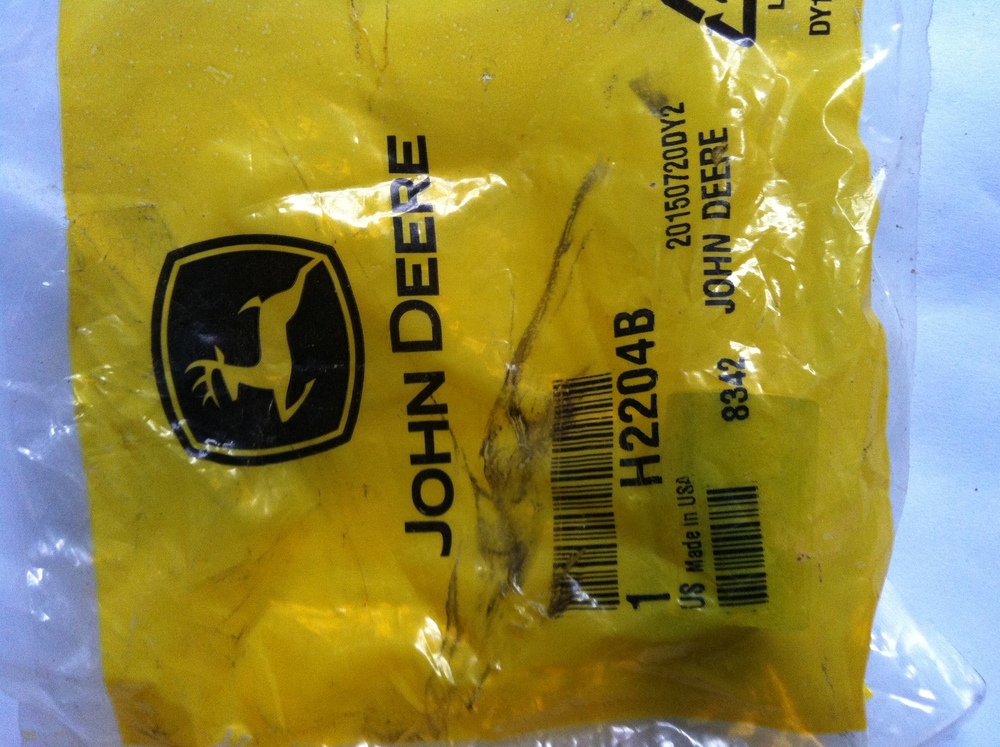 JOHN DEERE
H2204B
1
US Made in USA
20150720DY2
8342 JOHN DEERE